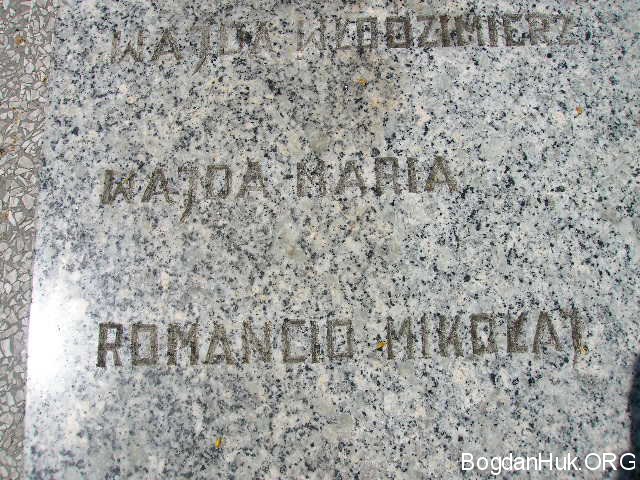 WAJDA WŁODZIMIERZ
WAJDA MARIA
ROMANCIO MIKOŁAJ
BogdanHuk.ORG